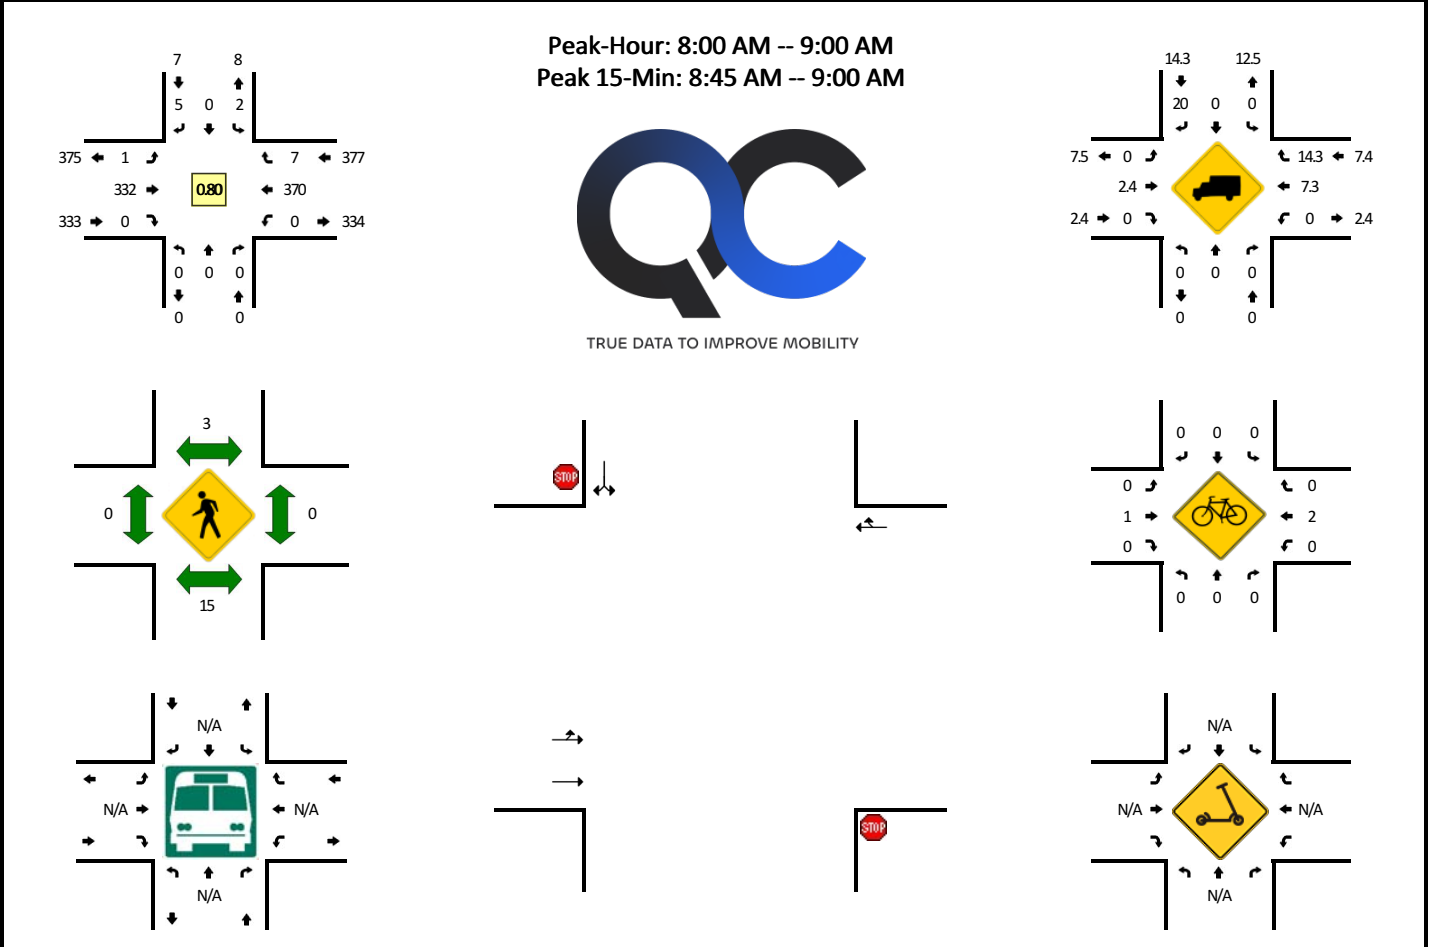 Peak-Hour: 8:00 AM -- 9:00 AM
Peak 15-Min: 8:45 AM -- 9:00 AM
7 8
5 0 2
375 1 7 377
332 0.80 370
333 0 0 334
0 0 0
0 0
QC
TRUE DATA TO IMPROVE MOBILITY
14.3 12.5
20 0 0
7.5 0 14.3 7.4
2.4 7.3
2.4 0 0 2.4
0 0 0
0 0
3
0 0
15
STOP
STOP
0 0 0
0 0
1 2
0 0
0 0 0
N/A
N/A N/A
N/A
N/A
N/A N/A
N/A